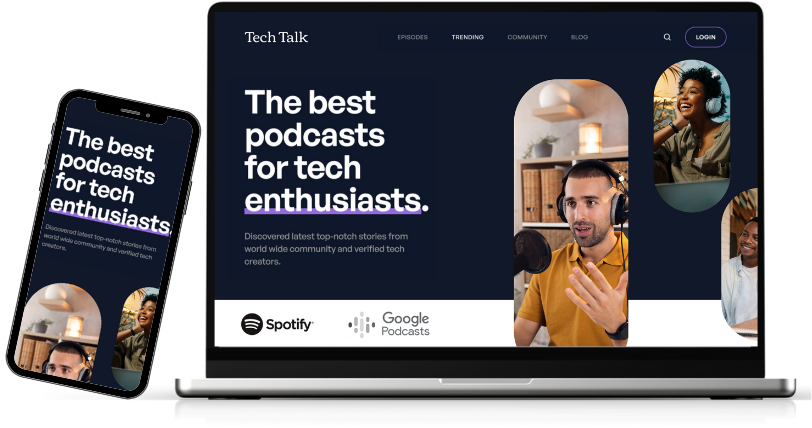 Tech Talk
EPISODES
TRENDING
COMMUNITY
BLOG
LOGIN
The best
podcasts
for tech
enthusiasts.
Discovered latest top-notch stories from
world wide community and verified tech
creators.
Spotify
Google
Podcasts
The best
podcasts
for tech
enthusiasts.
Discovered latest top-notch stories from
world wide community and verified tech
creators.